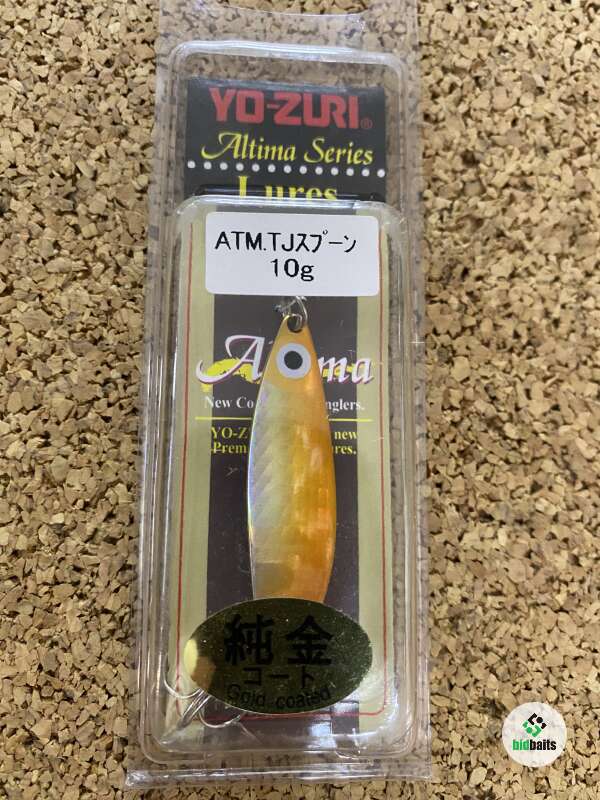 YO-ZURI®
Altima Series
Lures
ATM.TJスプーン
10g
New Co nglers.
YO-Z new
Prem res.
純金
コート
Gold coated
bidbaits